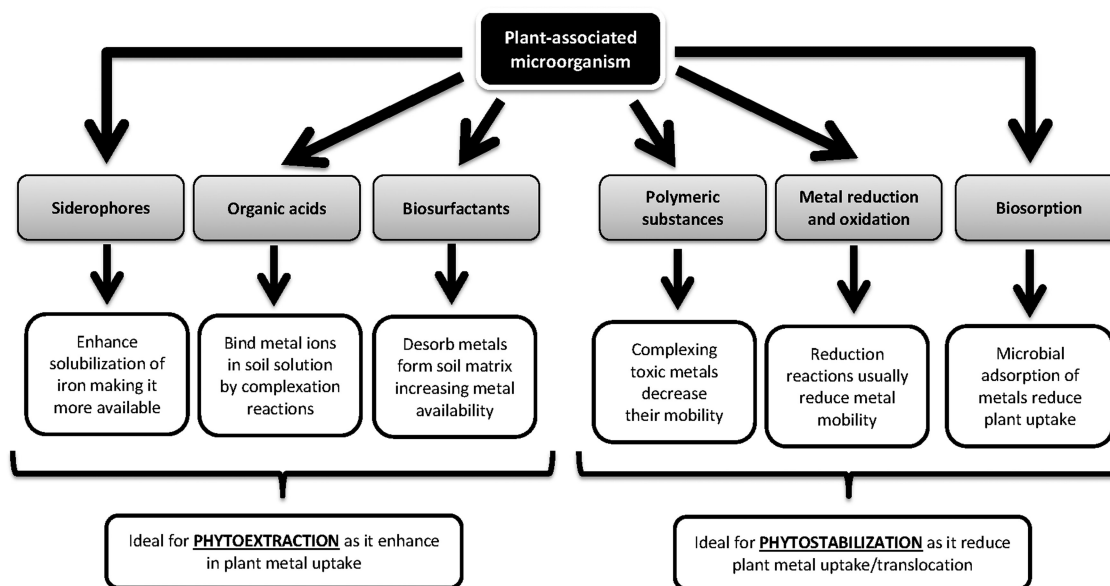 Plant-associated
microorganism
Siderophores
Organic acids
Biosurfactants
Polymeric
substances
Metal reduction
and oxidation
Biosorption
Enhance
solubilization of
iron making it
more available
Bind metal ions
in soil solution
by complexation
reactions
Desorb metals
form soil matrix
increasing metal
availability
Complexing
toxic metals
decrease
their mobility
Reduction
reactions usually
reduce metal
mobility
Microbial
adsorption of
metals reduce
plant uptake
Ideal for PHYTOEXTRACTION as it enhance
in plant metal uptake
Ideal for PHYTOSTABILIZATION as it reduce
plant metal uptake/translocation